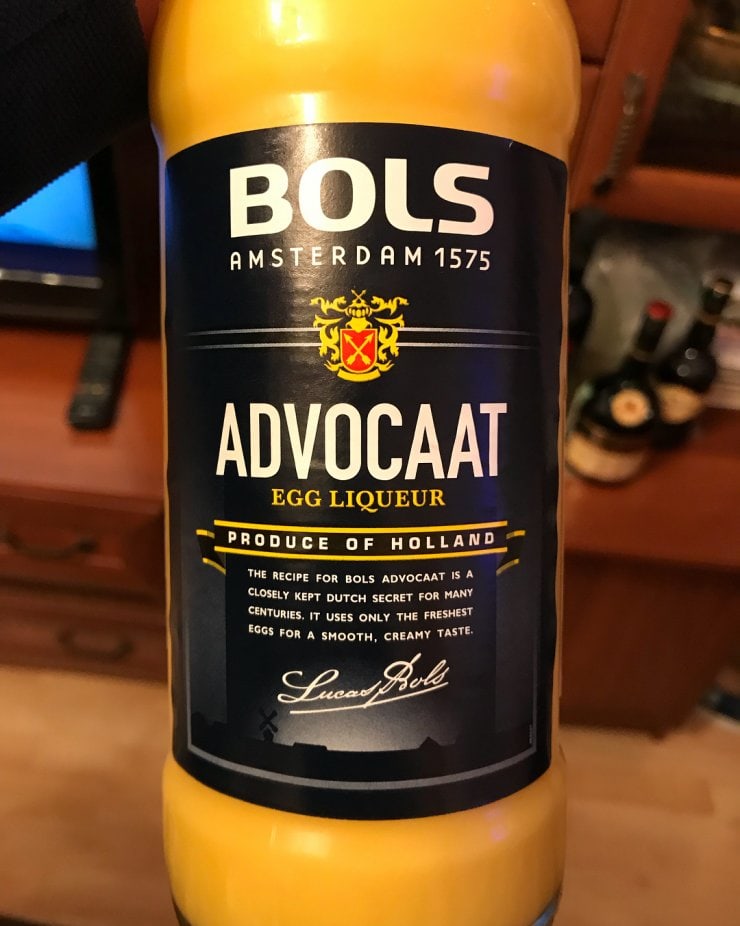 BOLS
AMSTERDAM 1575
ADVOCAAT
EGG LIQUEUR
PRODUCE OF HOLLAND
THE RECIPE FOR BOLS ADVOCAAT IS A
CLOSELY KEPT DUTCH SECRET FOR MANY
CENTURIES. IT USES ONLY THE FRESHEST
EGGS FOR A SMOOTH, CREAMY TASTE.
Lucas Bols